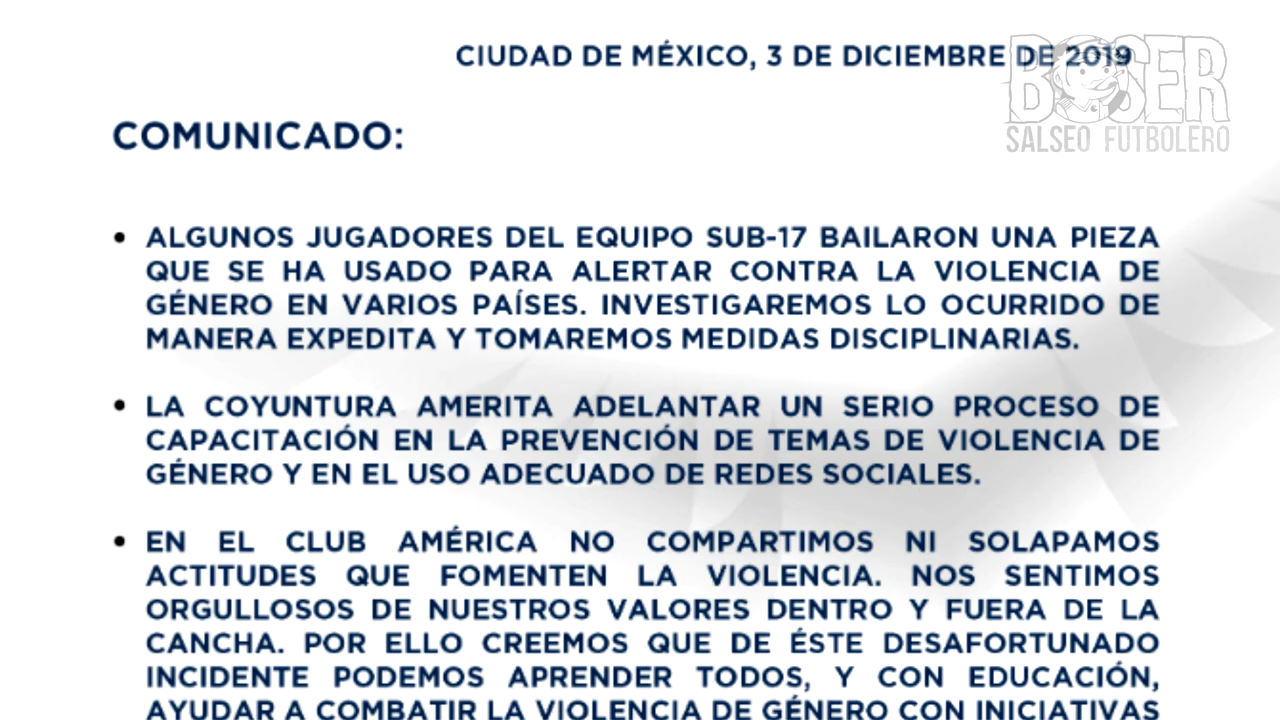 CIUDAD DE MÉXICO, 3 DE DICIEMBRE DE 2019
BOSER
SALSEO FUTBOLERO
COMUNICADO:
• ALGUNOS JUGADORES DEL EQUIPO SUB-17 BAILARON UNA PIEZA
QUE SE HA USADO PARA ALERTAR CONTRA LA VIOLENCIA DE
GÉNERO EN VARIOS PAÍSES. INVESTIGAREMOS LO OCURRIDO DE
MANERA EXPEDITA Y TOMAREMOS MEDIDAS DISCIPLINARIAS.
• LA COYUNTURA AMERITA ADELANTAR UN SERIO PROCESO DE
CAPACITACIÓN EN LA PREVENCIÓN DE TEMAS DE VIOLENCIA DE
GÉNERO Y EN EL USO ADECUADO DE REDES SOCIALES.
• EN EL CLUB AMÉRICA NO COMPARTIMOS NI SOLAPAMOS
ACTITUDES QUE FOMENTEN LA VIOLENCIA. NOS SENTIMOS
ORGULLOSOS DE NUESTROS VALORES DENTRO Y FUERA DE LA
CANCHA. POR ELLO CREEMOS QUE DE ÉSTE DESAFORTUNADO
INCIDENTE PODEMOS APRENDER TODOS, Y CON EDUCACIÓN,
AYUDAR A COMBATIR LA VIOLENCIA DE GÉNERO CON INICIATIVAS